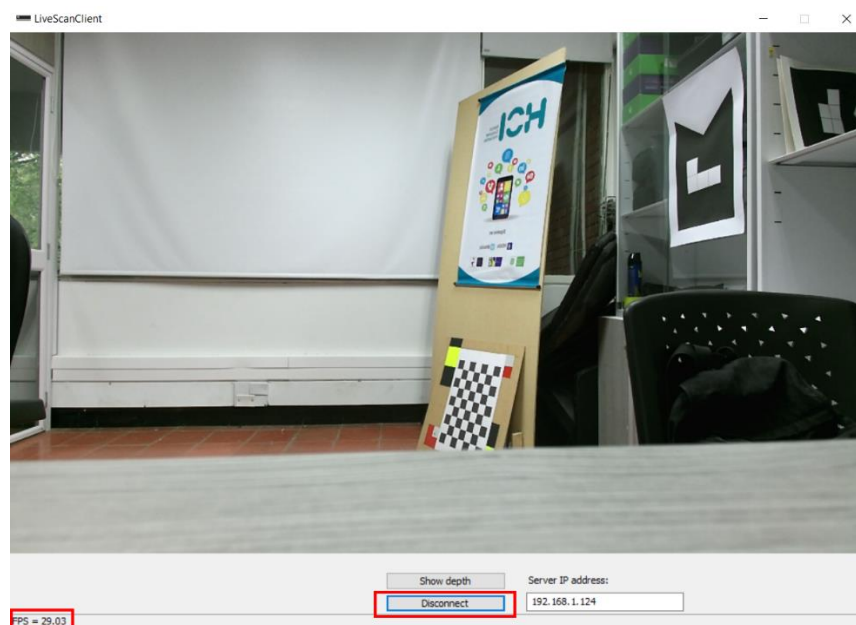 LiveScanClient
ICH
Show depth
Server IP address:
Disconnect
192.168.1.124
FPS = 29.03